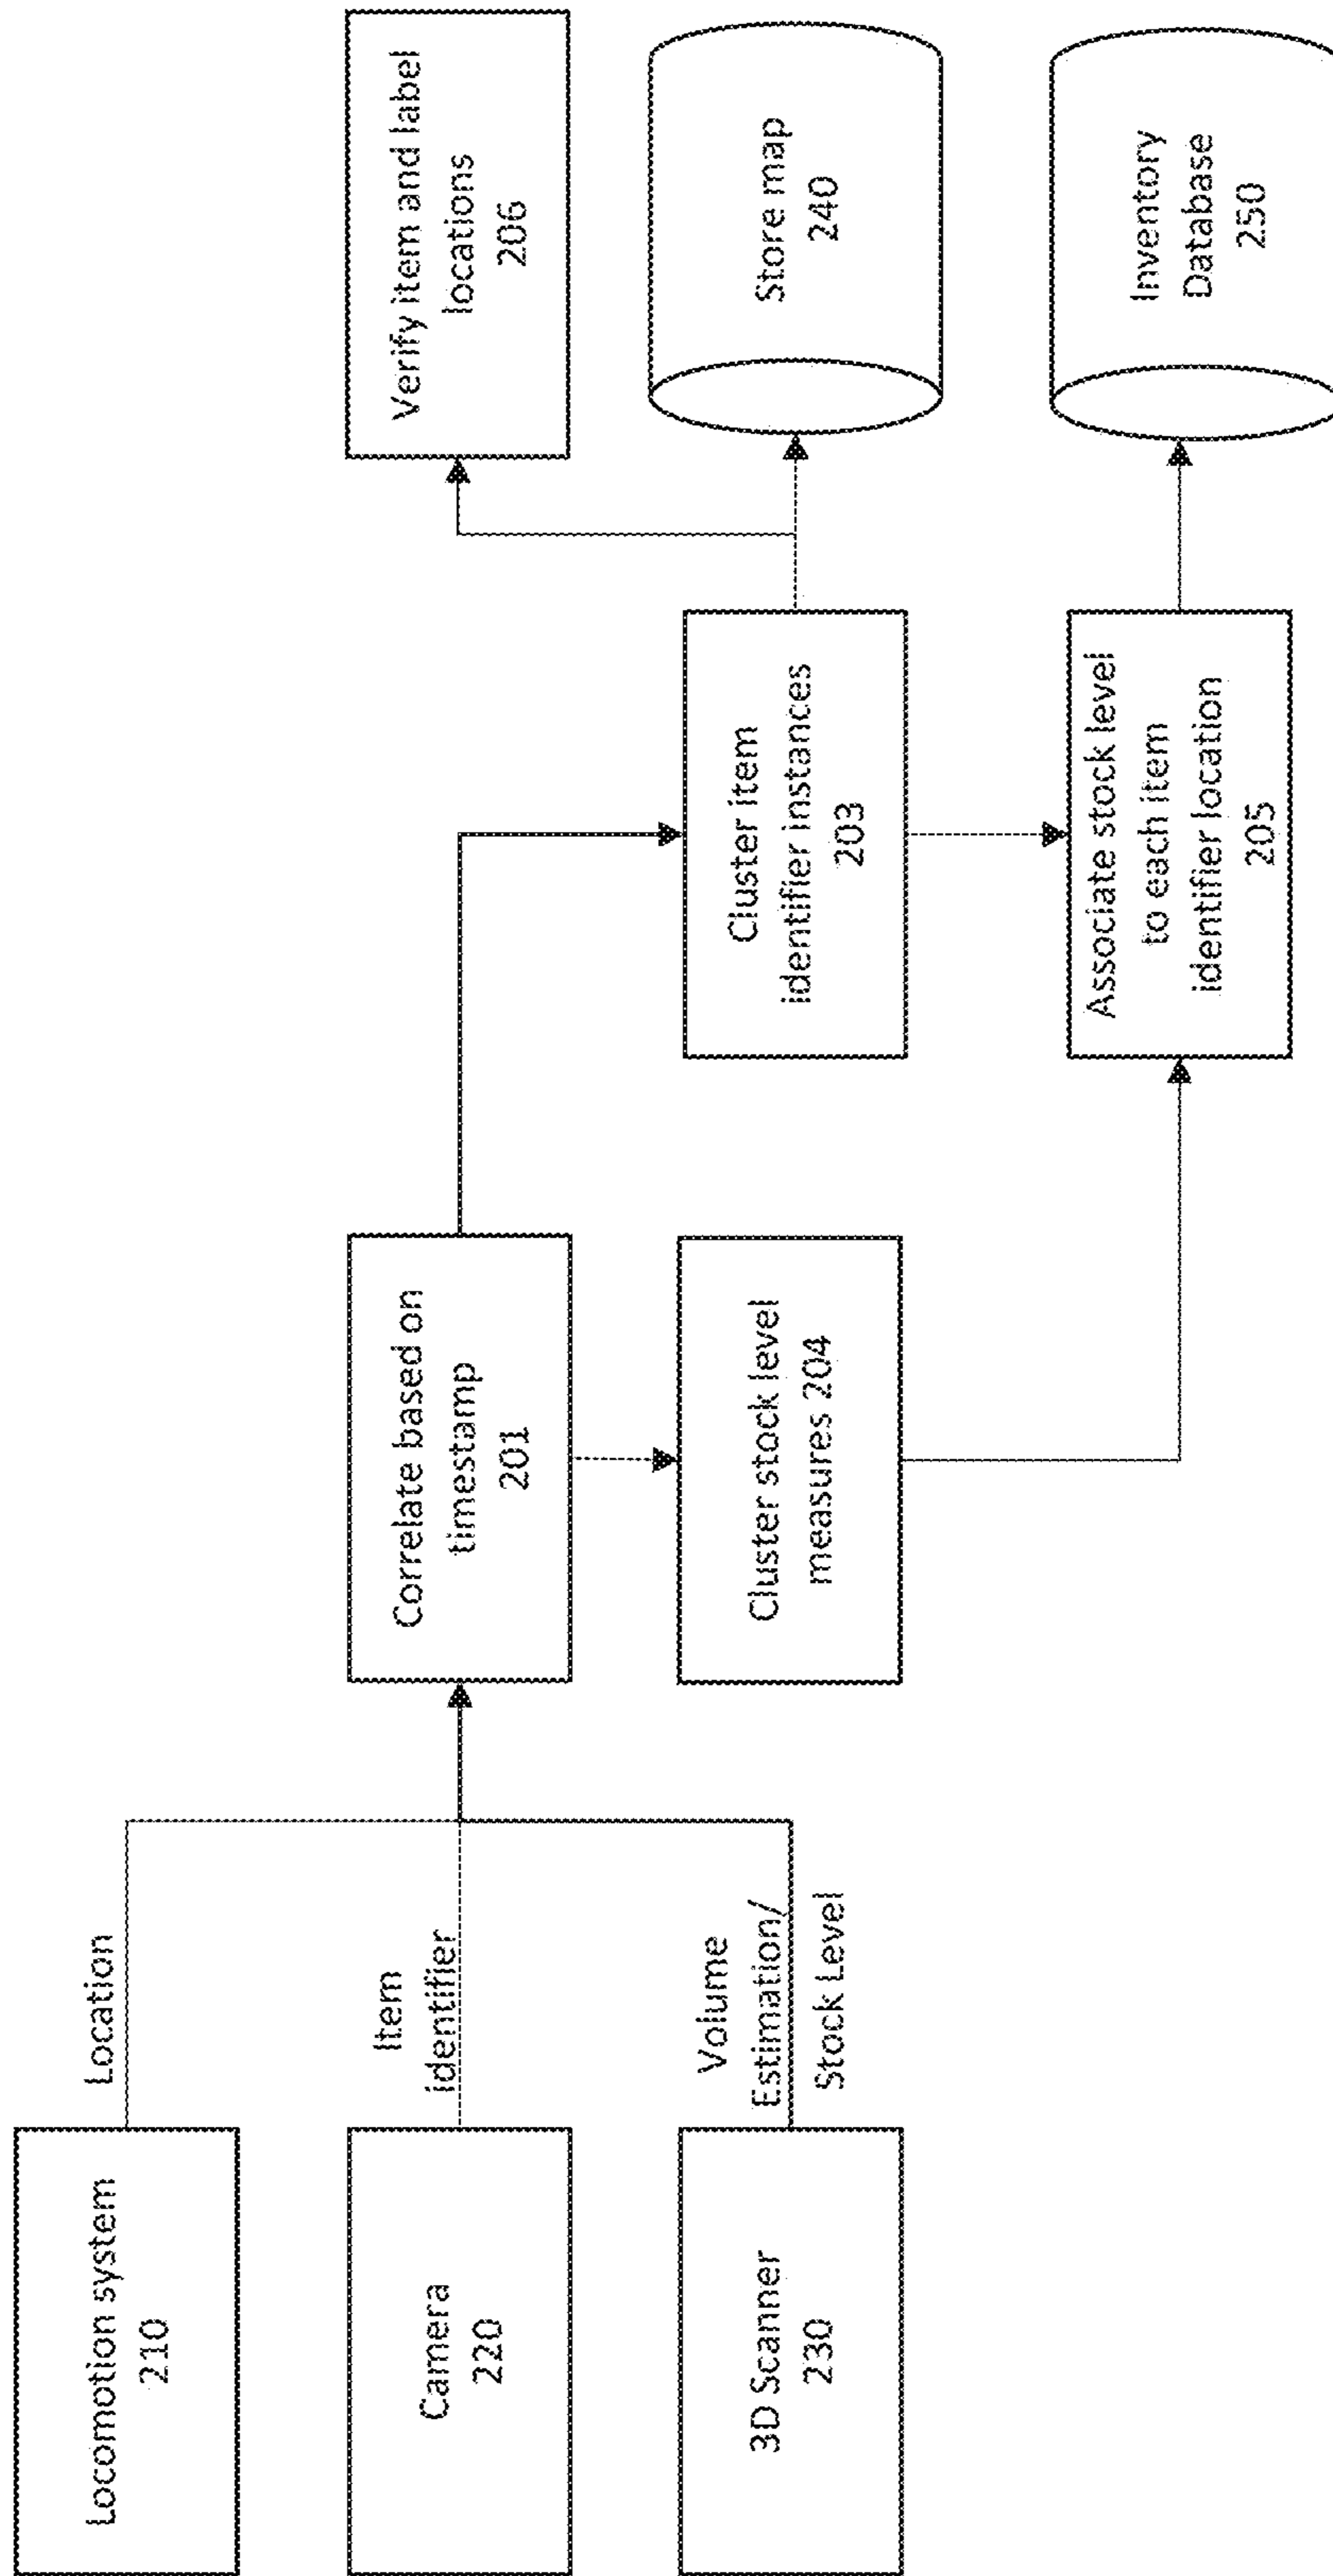 Locomotion system
210
Location
Camera
220
Item
identifier
3D Scanner
230
Volume
Estimation/
Stock Level
Correlate based on
timestamp
201
Cluster stock level
measures 204
Cluster item
identifier instances
203
Associate stock level
to each item
identifier location
205
Verify item and label
locations
206
Store map
240
Inventory
Database
250